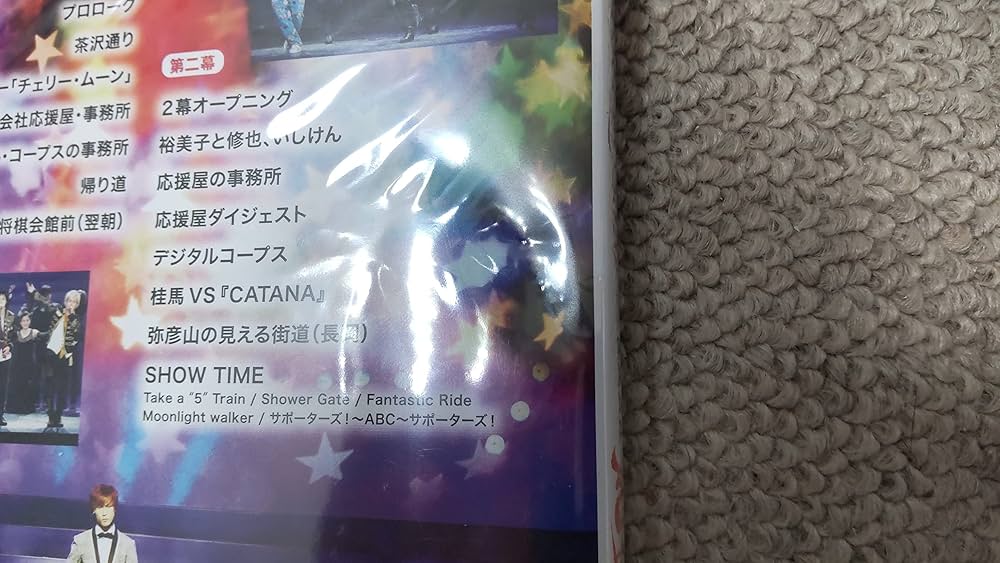 プロローグ
茶沢通り
ー「チェリー・ムーン」
会社応援屋・事務所
・コープスの事務所
帰り道
将棋会館前(翌朝)
第二幕
2幕オープニング
裕美子と修也、いしけん
応援屋の事務所
応援屋ダイジェスト
デジタルコープス
桂馬 VS『CATANA』
弥彦山の見える街道(長岡)
SHOW TIME
Take a "5" Train / Shower Gate / Fantastic Ride
Moonlight walker / サポーターズ!~ABC~サポーターズ!